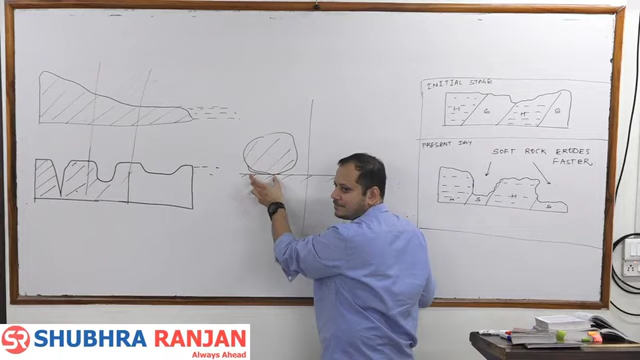 INITIAL STAGE
H
S
H
S
PRESENT DAY
SOFT ROCK ERODES
FASTER
H
S
H
S
SR SHUBHRA RANJAN
Always Ahead